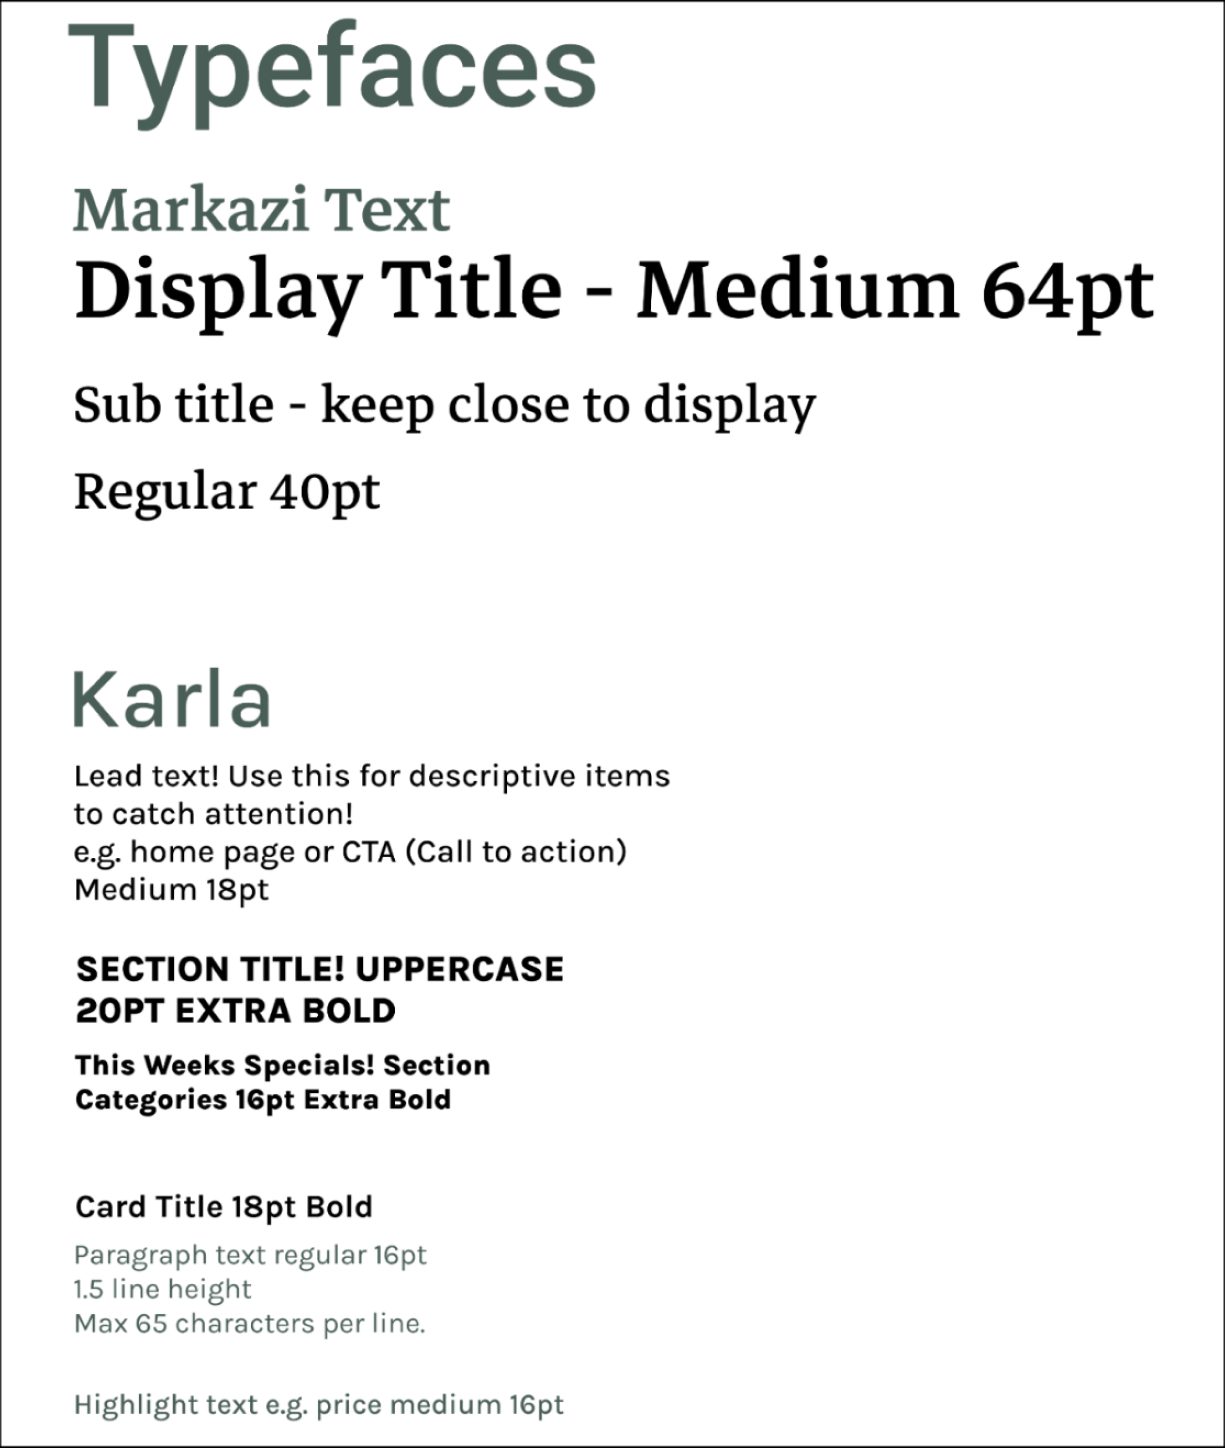 Typefaces
Markazi Text
Display Title - Medium 64pt
Sub title - keep close to display
Regular 40pt
Karla
Lead text! Use this for descriptive items
to catch attention!
e.g. home page or CTA (Call to action)
Medium 18pt
SECTION TITLE! UPPERCASE
20PT EXTRA BOLD
This Weeks Specials! Section
Categories 16pt Extra Bold
Card Title 18pt Bold
Paragraph text regular 16pt
1.5 line height
Max 65 characters per line.
Highlight text e.g. price medium 16pt